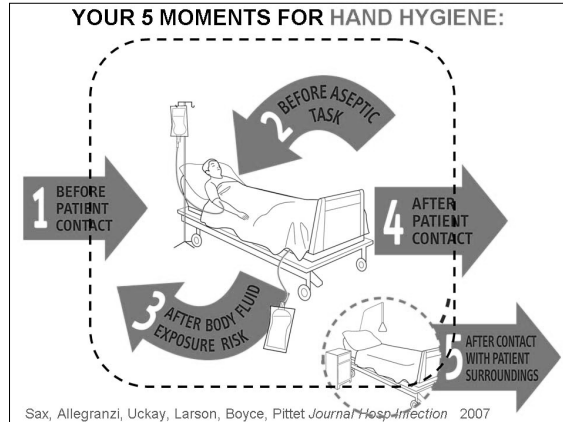 YOUR 5 MOMENTS FOR HAND HYGIENE:
1
BEFORE
PATIENT
CONTACT
2
BEFORE ASEPTIC
TASK
3
AFTER BODY FLUID
EXPOSURE RISK
4
AFTER
PATIENT
CONTACT
5
AFTER CONTACT
WITH PATIENT
SURROUNDINGS
Sax, Allegranzi, Uckay, Larson, Boyce, Pittet Journal Hosp Infection 2007